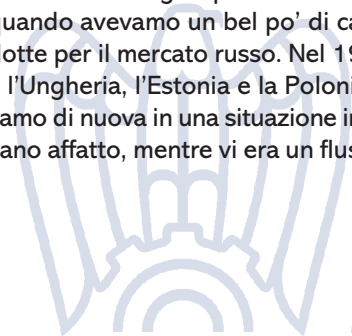 quando avevamo un bel po' di ca
lotte per il mercato russo. Nel 19
l'Ungheria, l'Estonia e la Poloni
amo di nuova in una situazione i
ano affatto, mentre vi era un flus